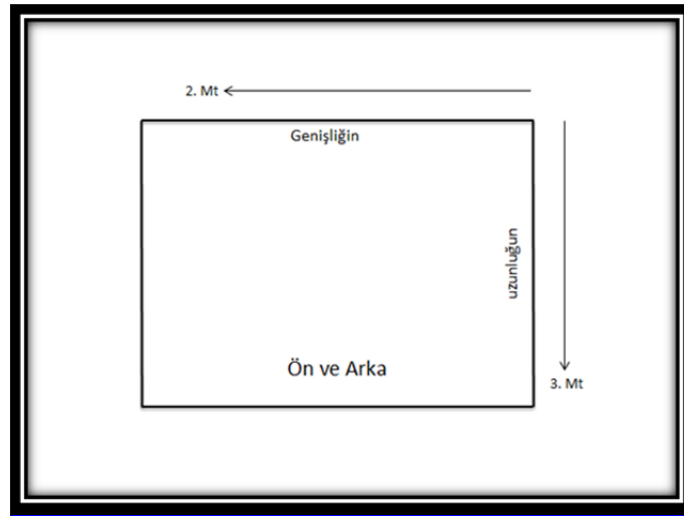 2. Mt
Genişliğin
uzunluğun
Ön ve Arka
3. Mt